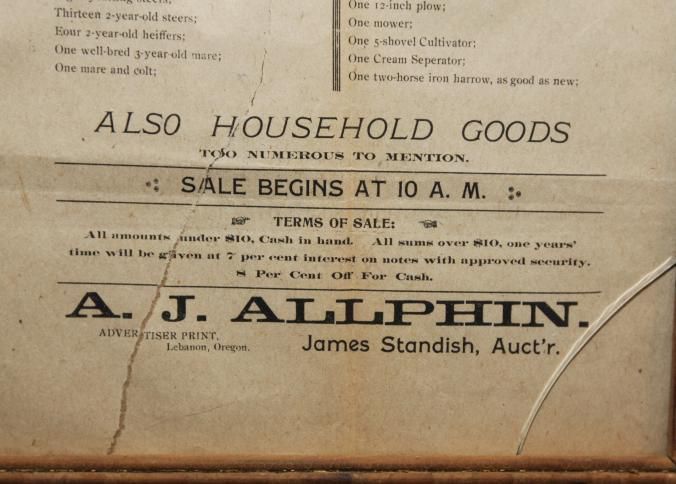 steers;
Thirteen 2-year-old steers;
Eour 2-year-old heiffers;
One well-bred 3-year-old mare;
One mare and colt;
One 12-inch plow;
One mower;
One 5-shovel Cultivator;
One Cream Seperator;
One two-horse iron harrow, as good as new;
ALSO HOUSEHOLD GOODS
TOO NUMEROUS TO MENTION.
SALE BEGINS AT 10 A. M.
TERMS OF SALE:
All amounts under $10, Cash in hand. All sums over $10, one years'
time will be given at 7 per cent interest on notes with approved security.
8 Per Cent Off For Cash.
A. J. ALLPHIN.
ADVERTISER PRINT,
Lebanon, Oregon.
James Standish, Auct'r.